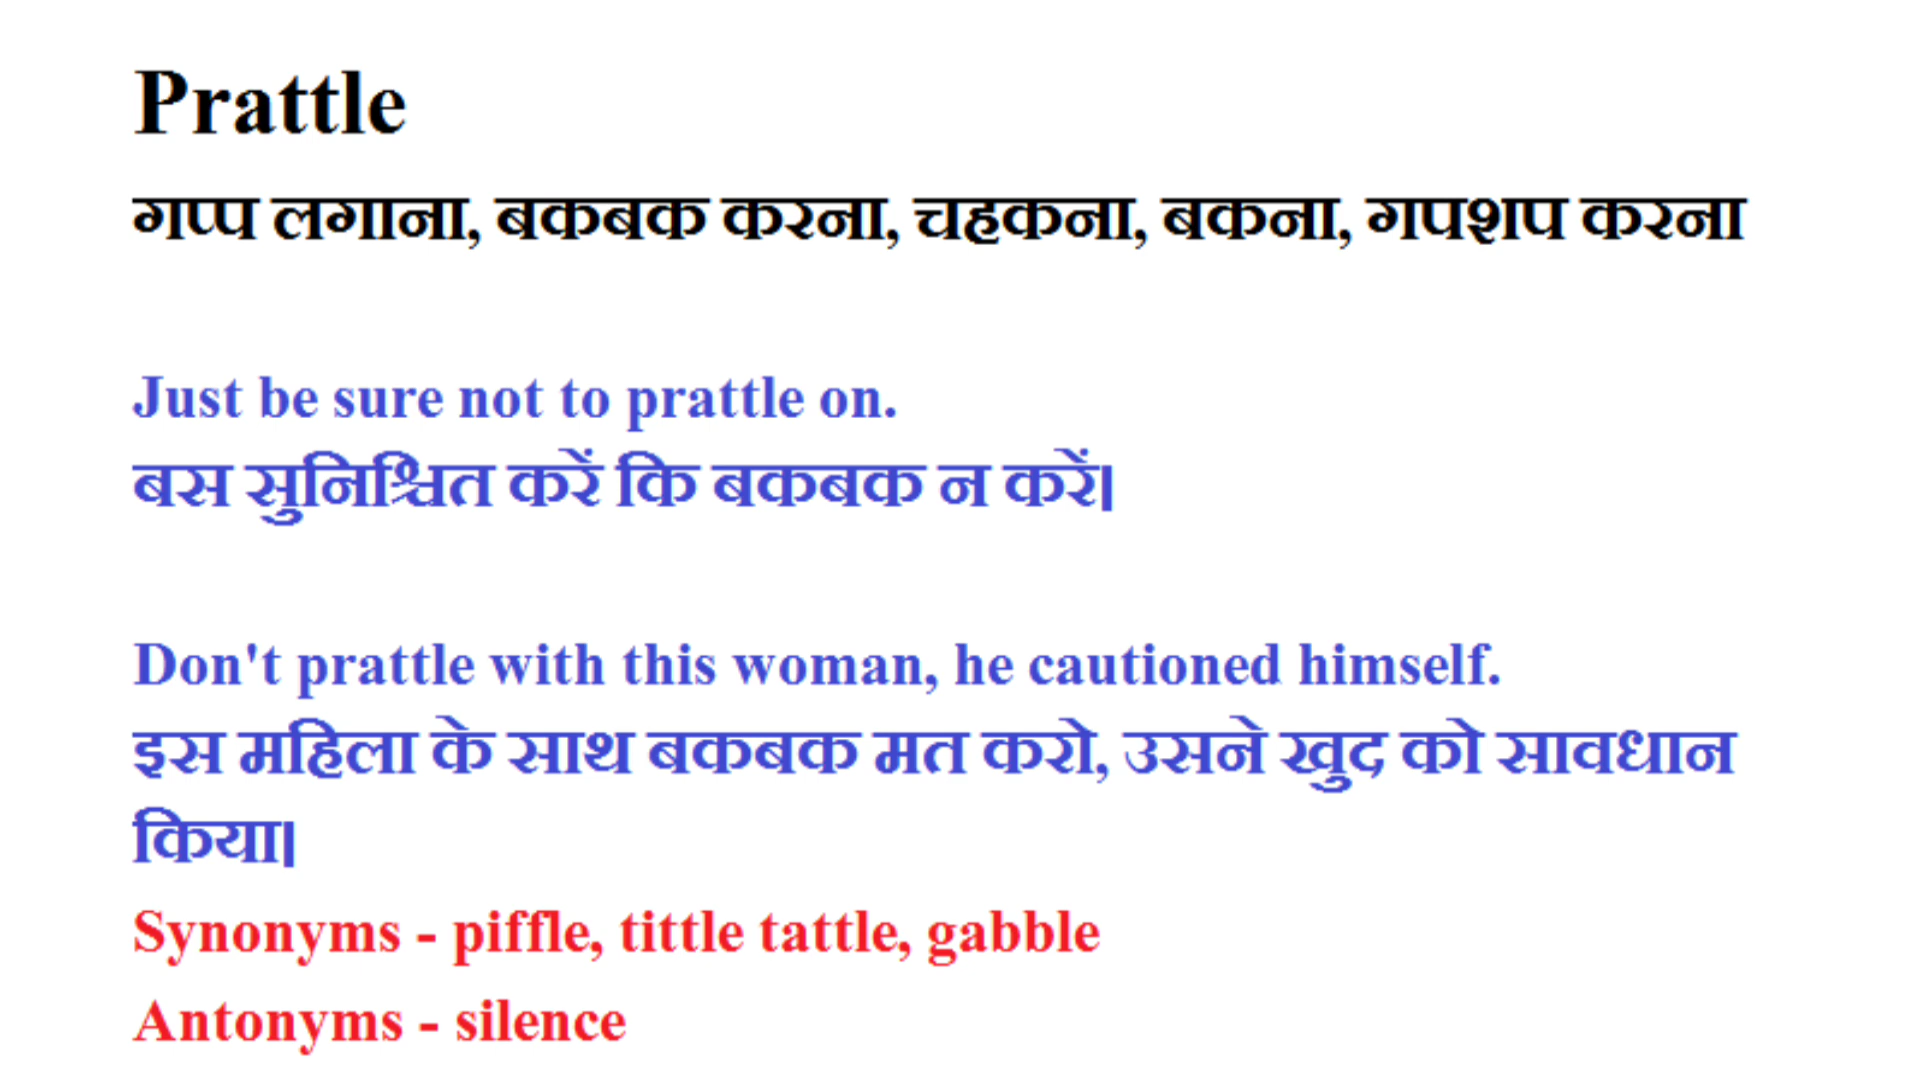 Prattle
गप्प लगाना, बकबक करना, चहकना, बकना, गपशप करना
Just be sure not to prattle on.
बस सुनिश्चित करें कि बकबक न करें।
Don't prattle with this woman, he cautioned himself.
इस महिला के साथ बकबक मत करो, उसने खुद को सावधान
किया।
Synonyms - piffle, tittle tattle, gabble
Antonyms - silence